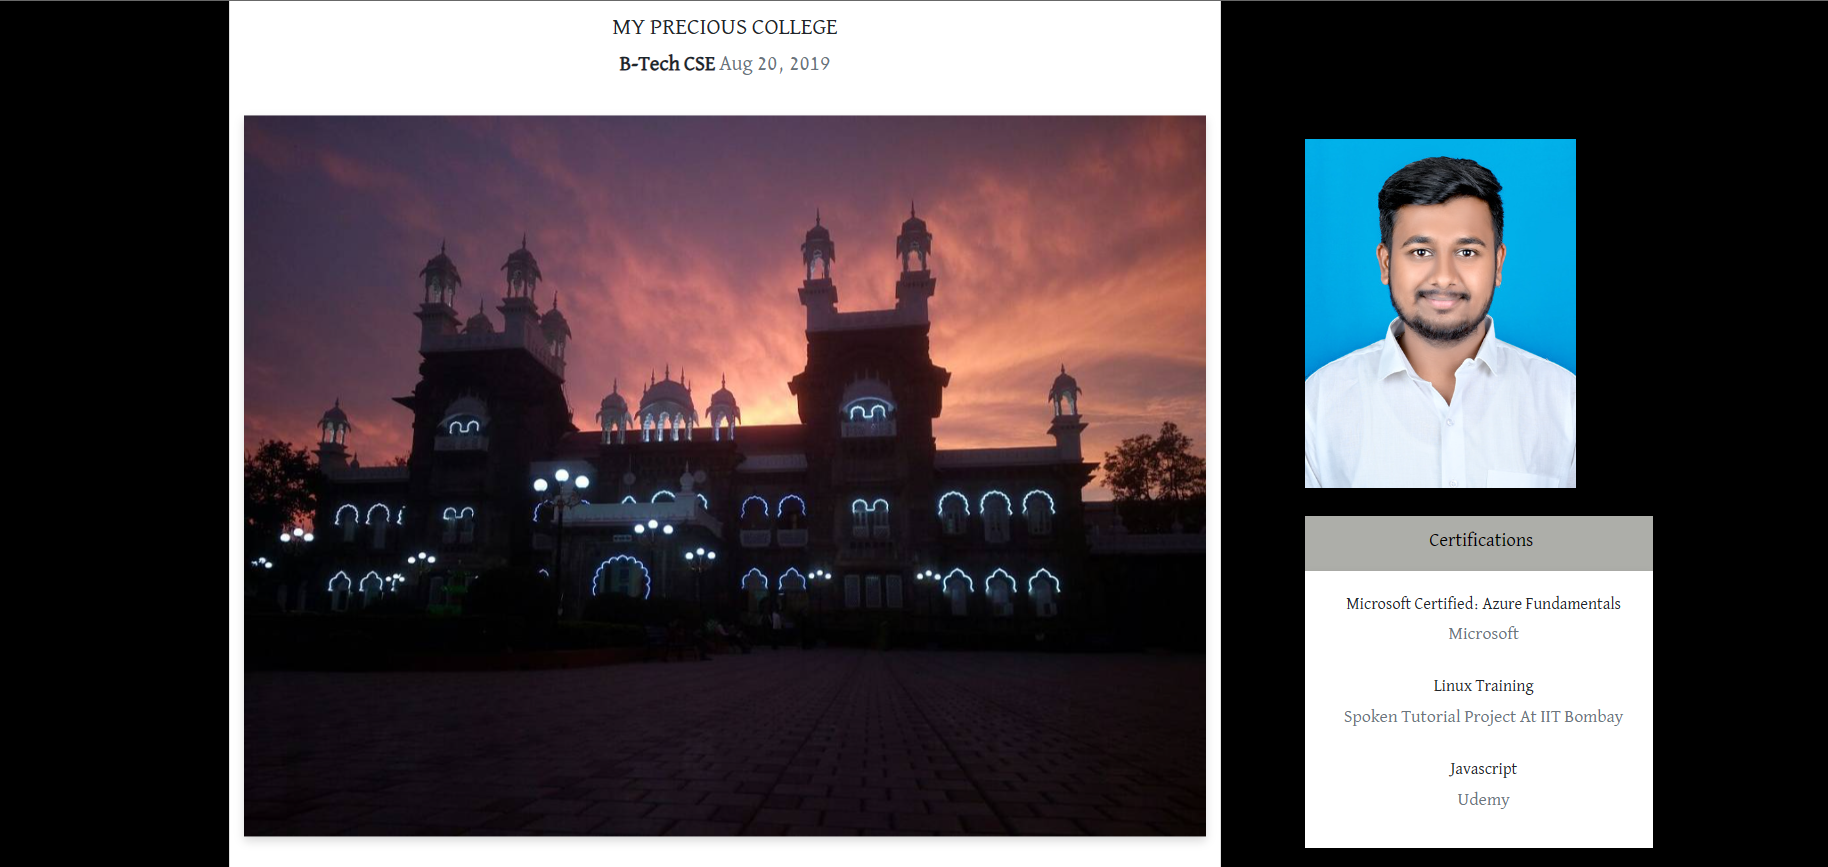 MY PRECIOUS COLLEGE
B-Tech CSE Aug 20, 2019
Certifications
Microsoft Certified: Azure Fundamentals
Microsoft
Linux Training
Spoken Tutorial Project At IIT Bombay
Javascript
Udemy